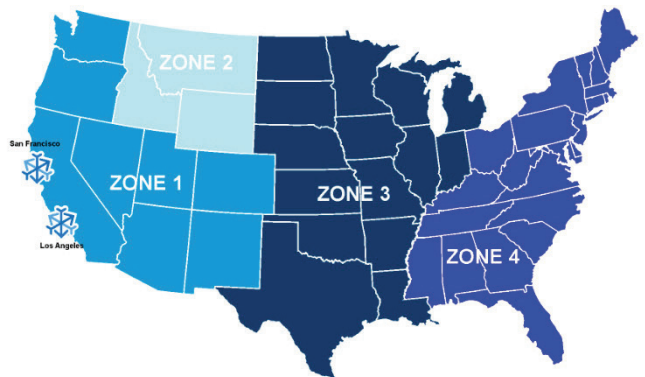 ZONE 2
San Francisco
ZONE 1
ZONE 3
Los Angeles
ZONE 4